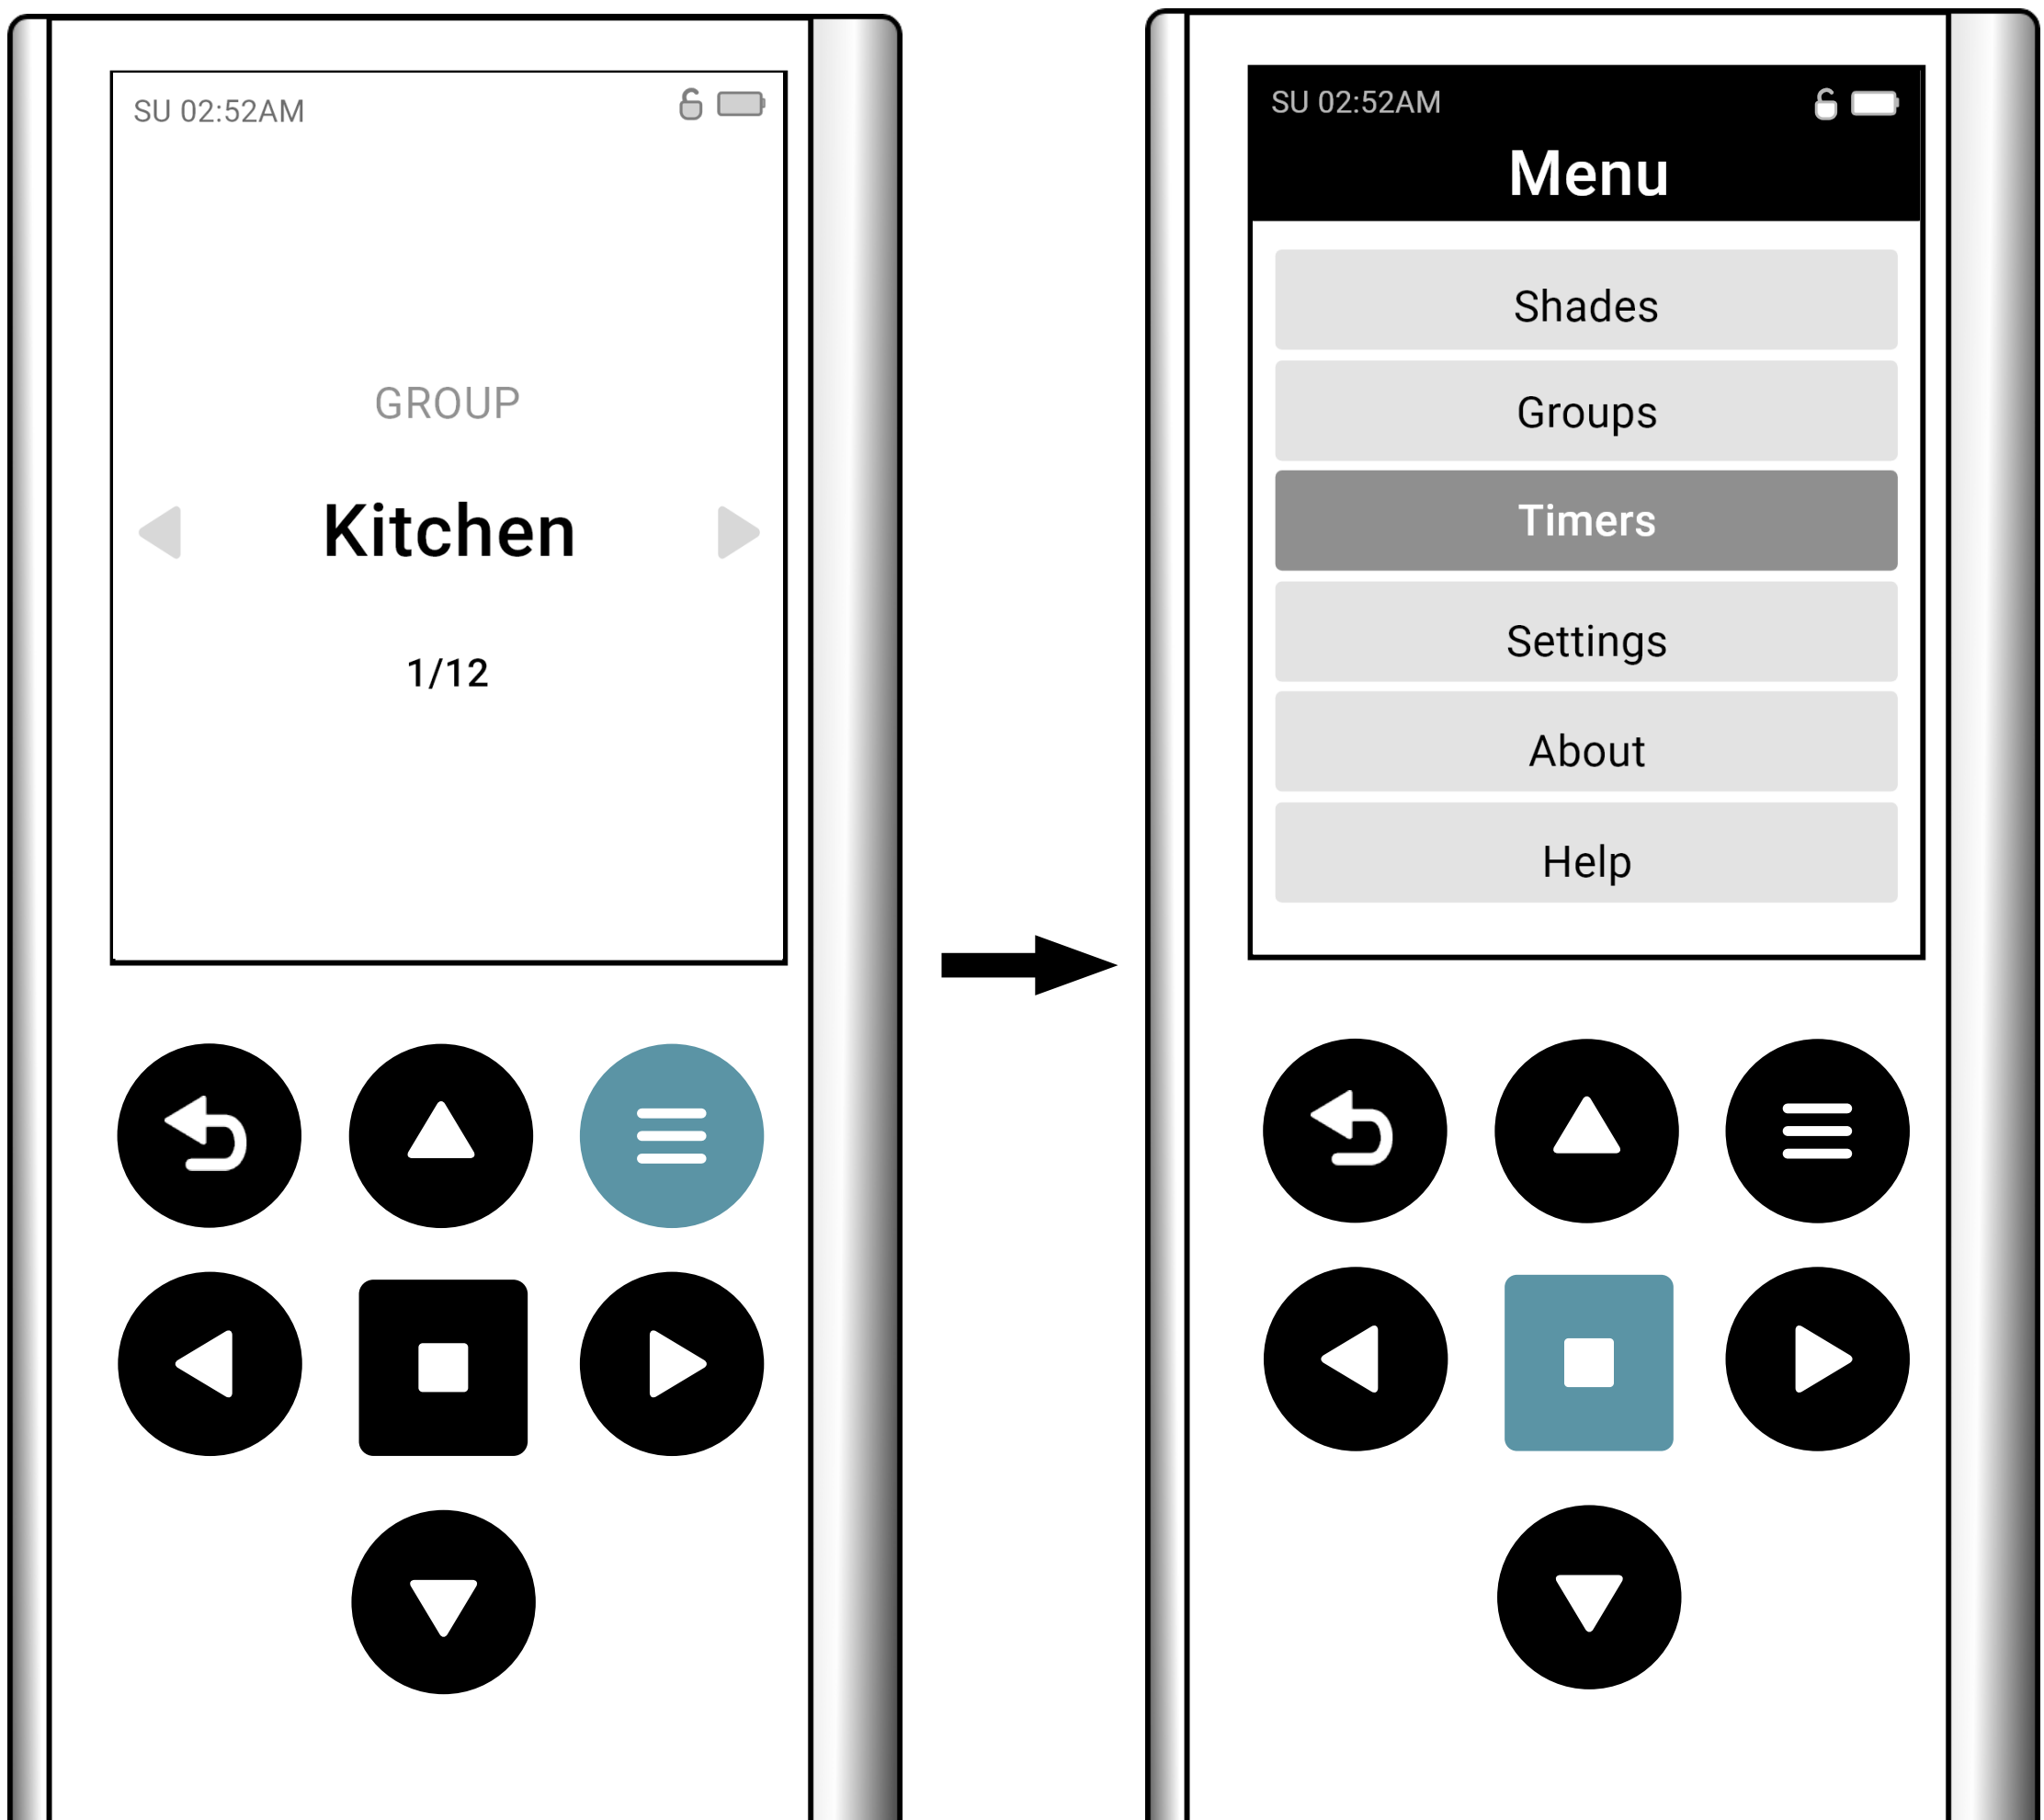 SU 02:52AM
GROUP
Kitchen
1/12
SU 02:52AM
Menu
Shades
Groups
Timers
Settings
About
Help